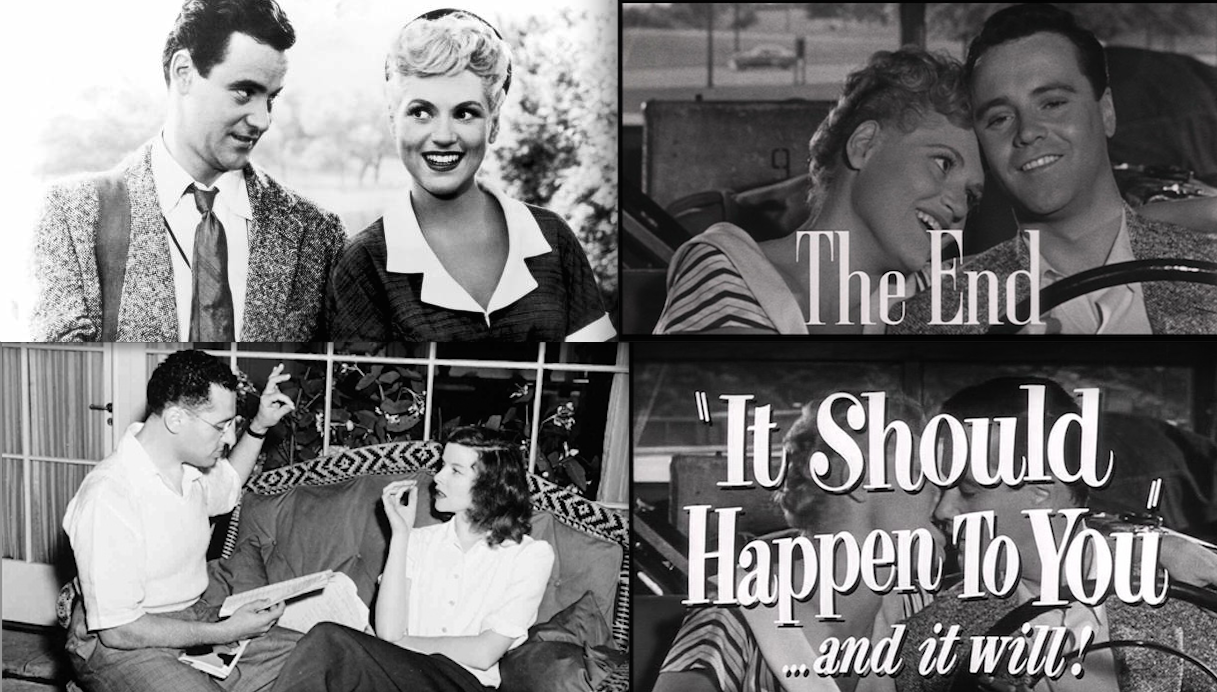 The End
"It Should
Happen To You"
...and it will!